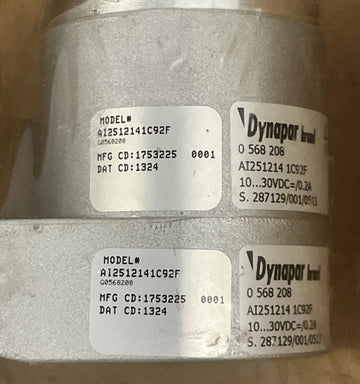 MODEL#
AI2512141C92F
G0568208
MFG CD:1753225 0001
DAT CD:1324
Dynapar brand
0 568 208
AI251214 1C92F
10...30VDC=/0.2A
S. 287129/001/0513
MODEL#
AI2512141C92F
G0568208
MFG CD:1753225 0001
DAT CD:1324
Dynapar brand
0 568 208
AI251214 1C92F
10...30VDC=/0.2A
S. 287129/001/0513